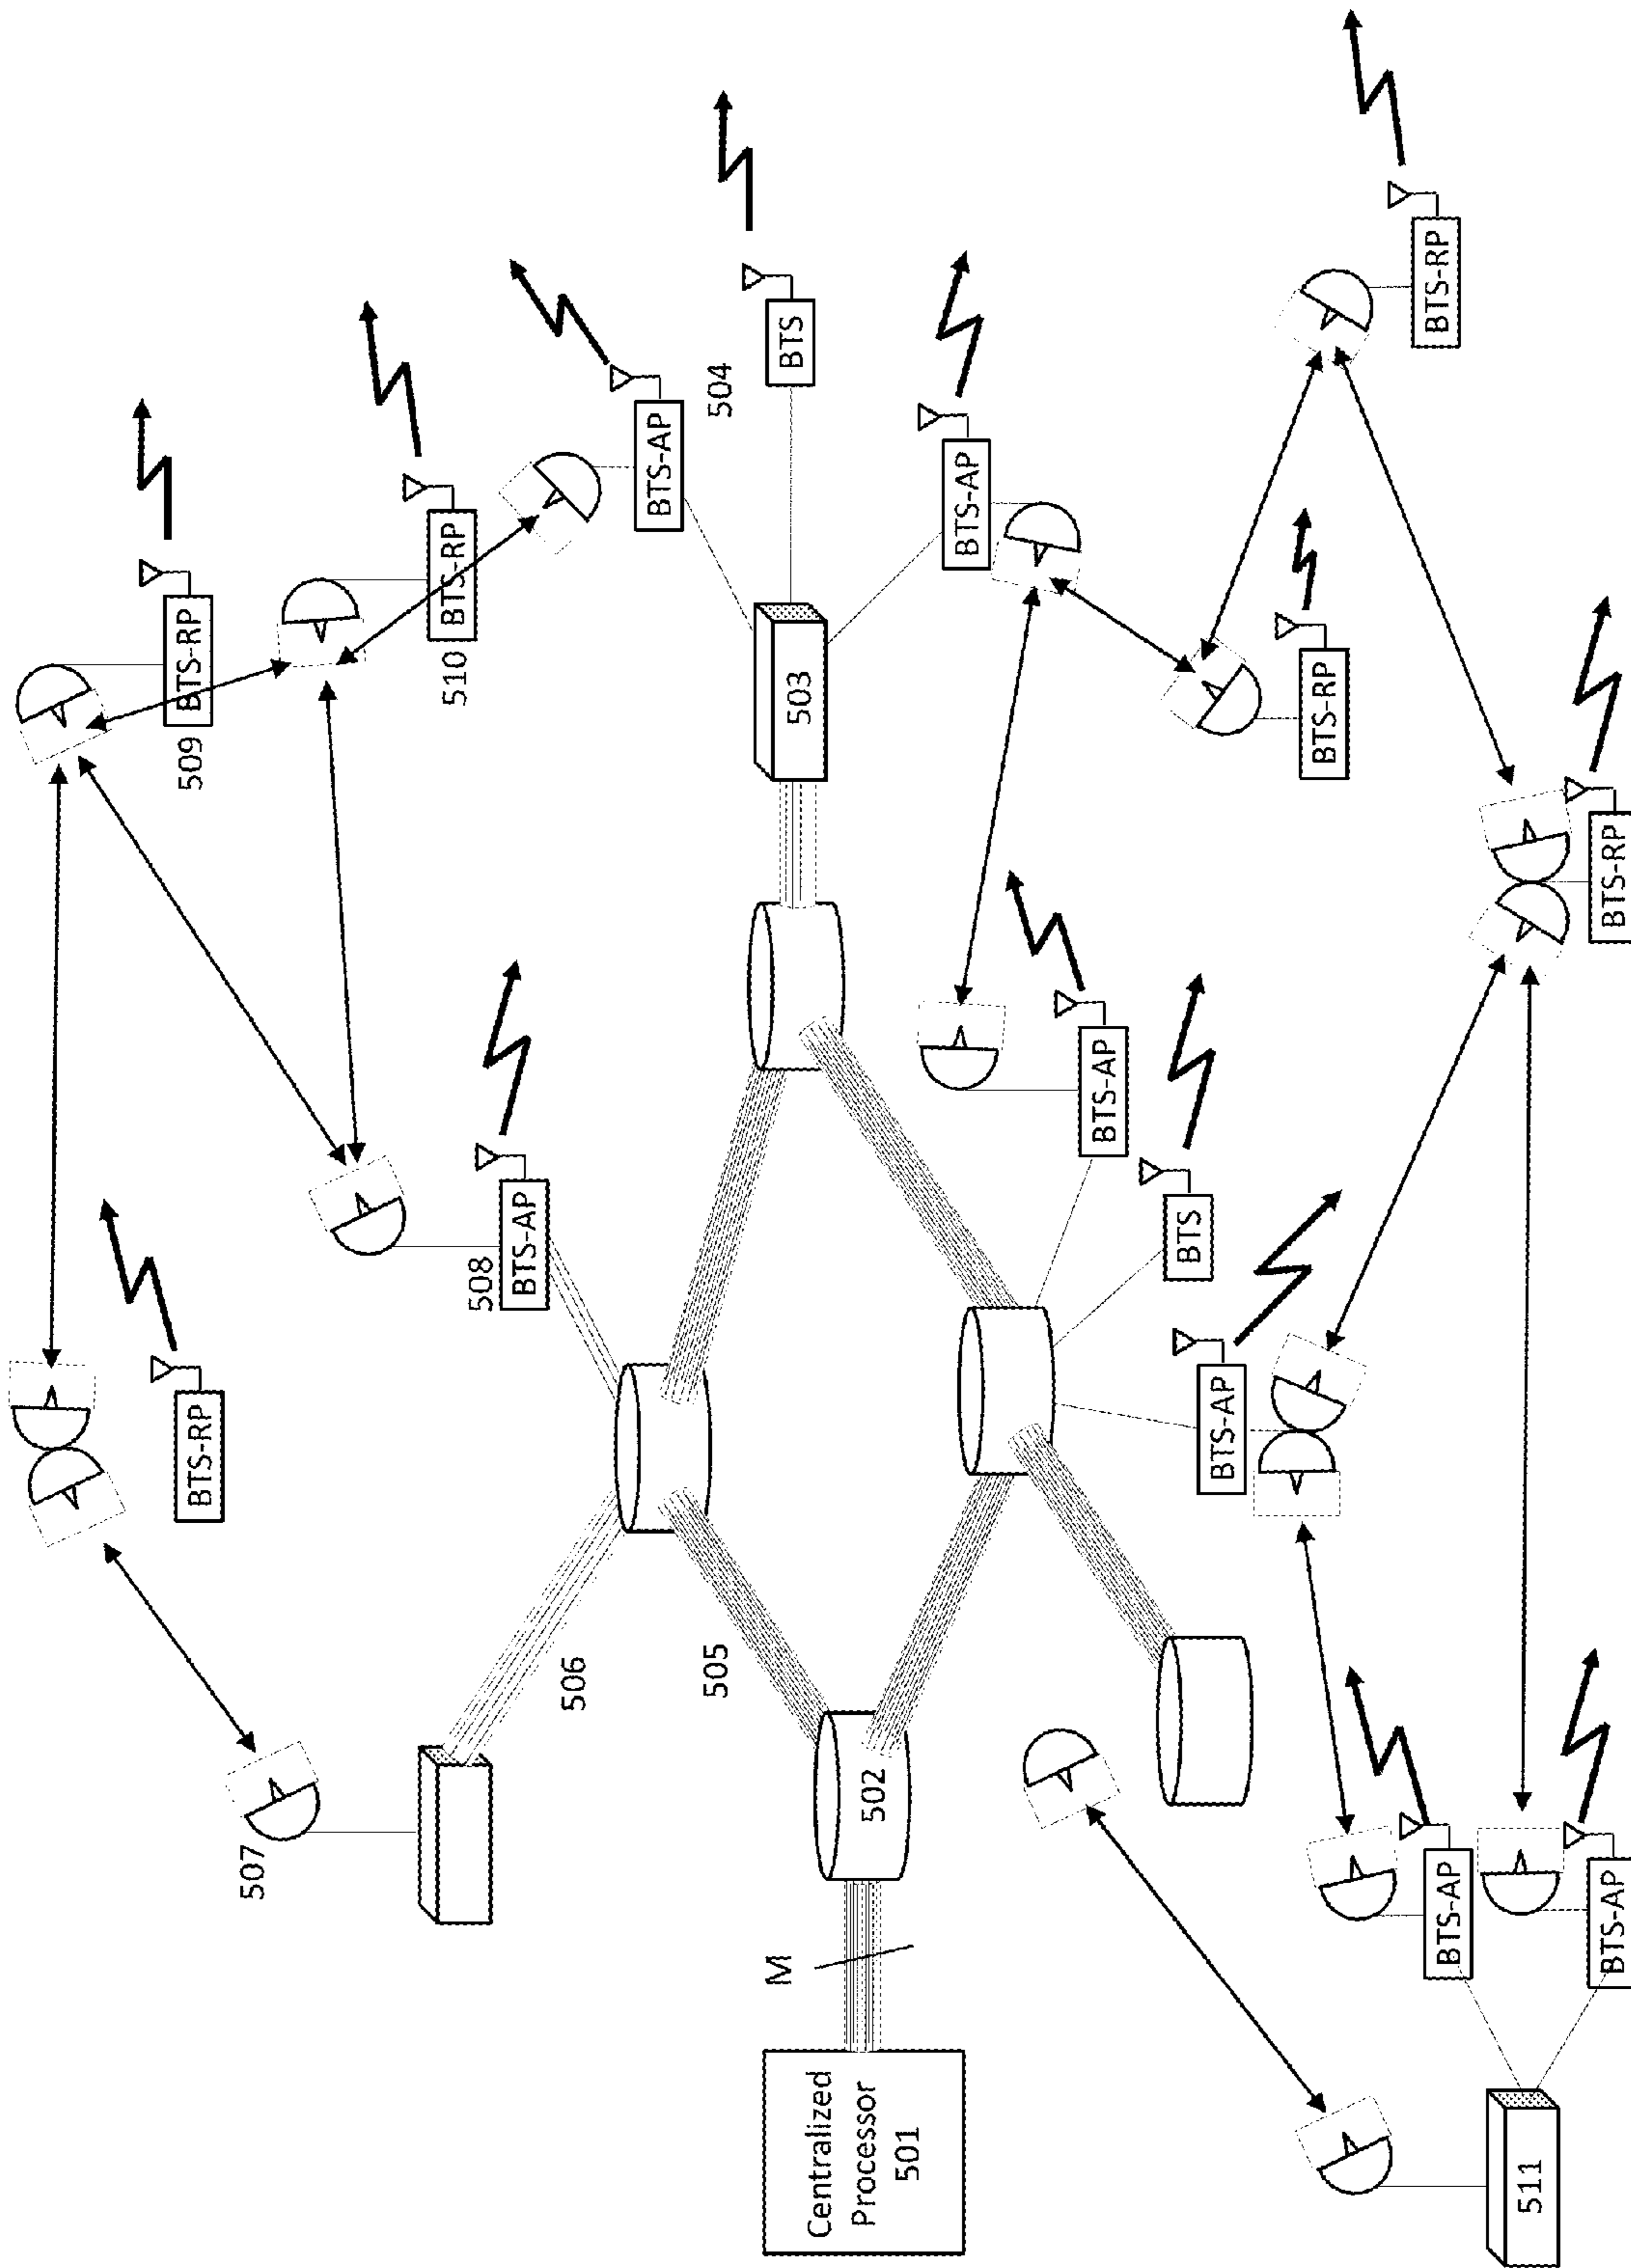 BTS-RP
509
BTS-RP
507
510
BTS-RP
508
BTS-AP
506
BTS-AP
505
504
M
BTS
503
Centralized
Processor
501
502
BTS-AP
BTS-AP
BTS
BTS-AP
BTS-RP
BTS-RP
BTS-AP
511
BTS-AP
BTS-RP